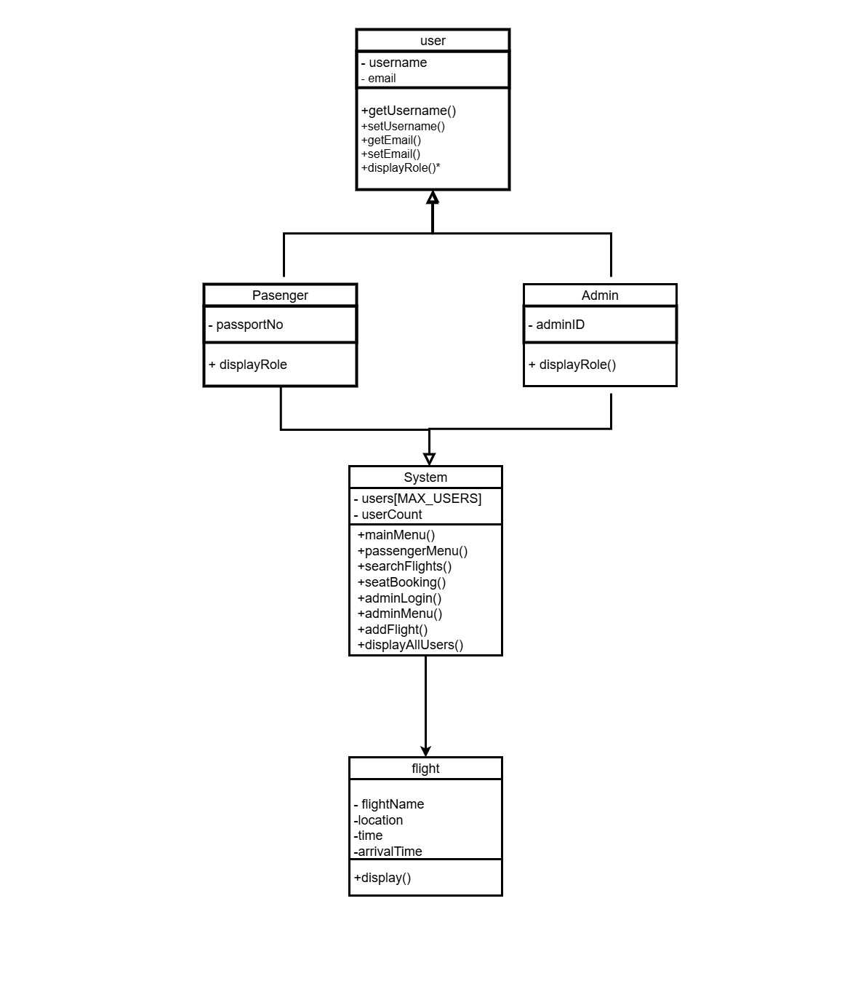 user
- username
- email
+getUsername()
+setUsername()
+getEmail()
+setEmail()
+displayRole()*
Pasenger
- passportNo
+ displayRole
Admin
- adminID
+ displayRole()
System
- users[MAX_USERS]
- userCount
+mainMenu()
+passengerMenu()
+searchFlights()
+seatBooking()
+adminLogin()
+adminMenu()
+addFlight()
+displayAllUsers()
flight
- flightName
-location
-time
-arrivalTime
+display()